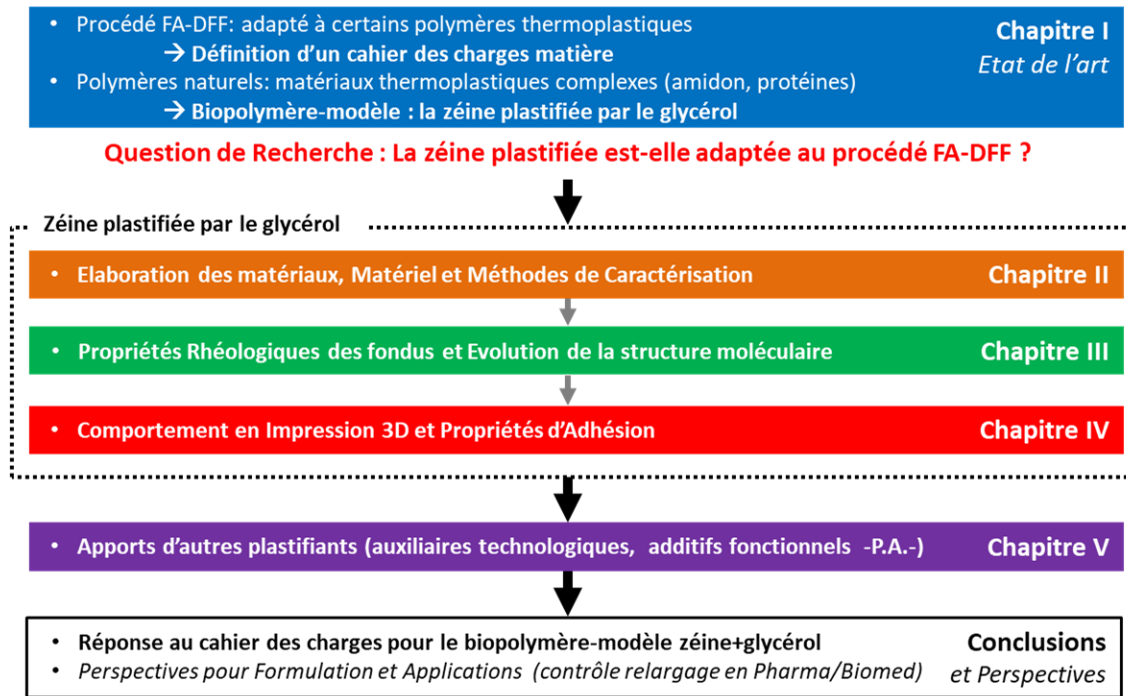 • Procédé FA-DFF: adapté à certains polymères thermoplastiques
→ Définition d'un cahier des charges matière
• Polymères naturels: matériaux thermoplastiques complexes (amidon, protéines)
→ Biopolymère-modèle : la zéine plastifiée par le glycérol
Chapitre I
Etat de l'art
Question de Recherche : La zéine plastifiée est-elle adaptée au procédé FA-DFF ?
Zéine plastifiée par le glycérol
• Elaboration des matériaux, Matériel et Méthodes de Caractérisation Chapitre II
• Propriétés Rhéologiques des fondus et Evolution de la structure moléculaire Chapitre III
• Comportement en Impression 3D et Propriétés d'Adhésion Chapitre IV
• Apports d'autres plastifiants (auxiliaires technologiques, additifs fonctionnels -P.A.-) Chapitre V
• Réponse au cahier des charges pour le biopolymère-modèle zéine+glycérol Conclusions
• Perspectives pour Formulation et Applications (contrôle relargage en Pharma/Biomed) et Perspectives